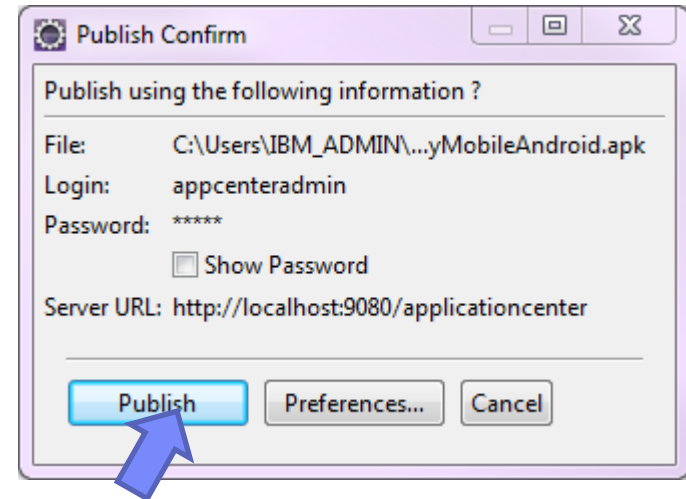 Publish Confirm
Publish using the following information ?
File: C:\Users\IBM_ADMIN\...yMobileAndroid.apk
Login: appcenteradmin
Password: *****
Show Password
Server URL: http://localhost:9080/applicationcenter
Publish Preferences... Cancel